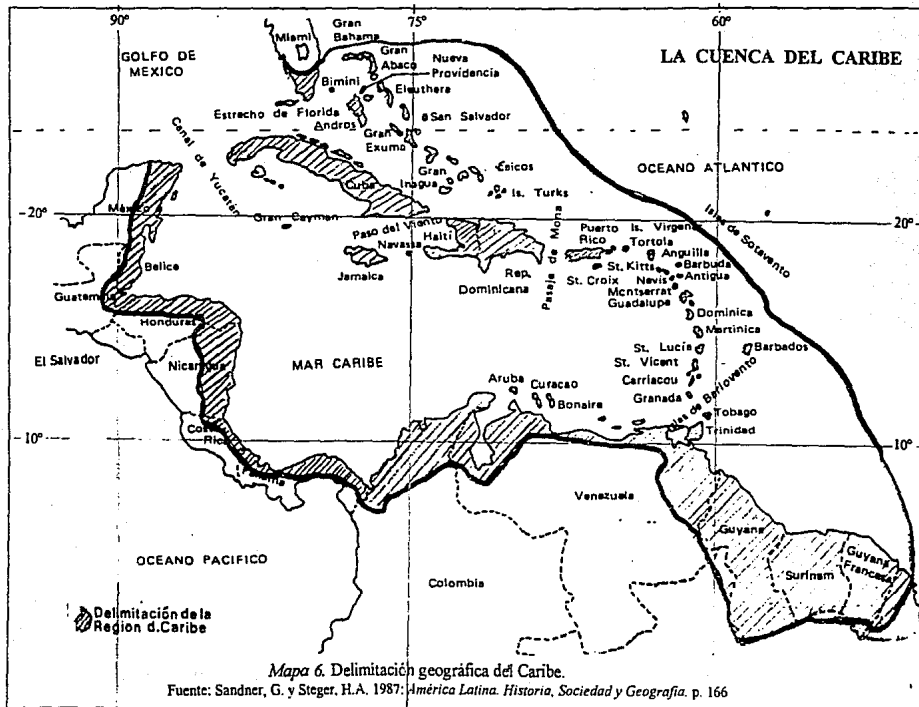 90°
75°
60°
LA CUENCA DEL CARIBE
GOLFO DE
MEXICO
Miami
Gran
Bahama
Gran
Abaco
Nueva
Providencia
Bimini
Eleuthera
Estrecho de Florida
Andros
San Salvador
Gran
Exumo
Canal de Yucatán
Cuba
Gran
Inagua
Is. Turks
OCEANO ATLANTICO
-20°
20°
México
Gran Cayman
Paso del Viento
Navassa
Haití
Jamaica
Rep.
Dominicana
Pasaje de Mona
Puerto
Rico
Is. Virgenes
Tortola
Anguilla
Islas de Sotavento
St. Kitts
Barbuda
St. Croix
Nevis
Antigua
Montserrat
Guadalupe
Belice
Guatemala
Honduras
Dominica
Martinica
El Salvador
Nicaragua
MAR CARIBE
St. Lucía
Barbados
St. Vicent
Aruba
Curacao
Bonaire
Carriacou
Granada
Islas de Barlovento
Tobago
Trinidad
10°
10°
Costa
Rica
Panama
Venezuela
Guyana
OCEANO PACIFICO
Colombia
Surinam
Guyana
Francesa
Delimitación de la
Region d. Caribe
Mapa 6. Delimitación geográfica del Caribe.
Fuente: Sandner, G. y Steger, H.A. 1987: América Latina. Historia, Sociedad y Geografía. p. 166